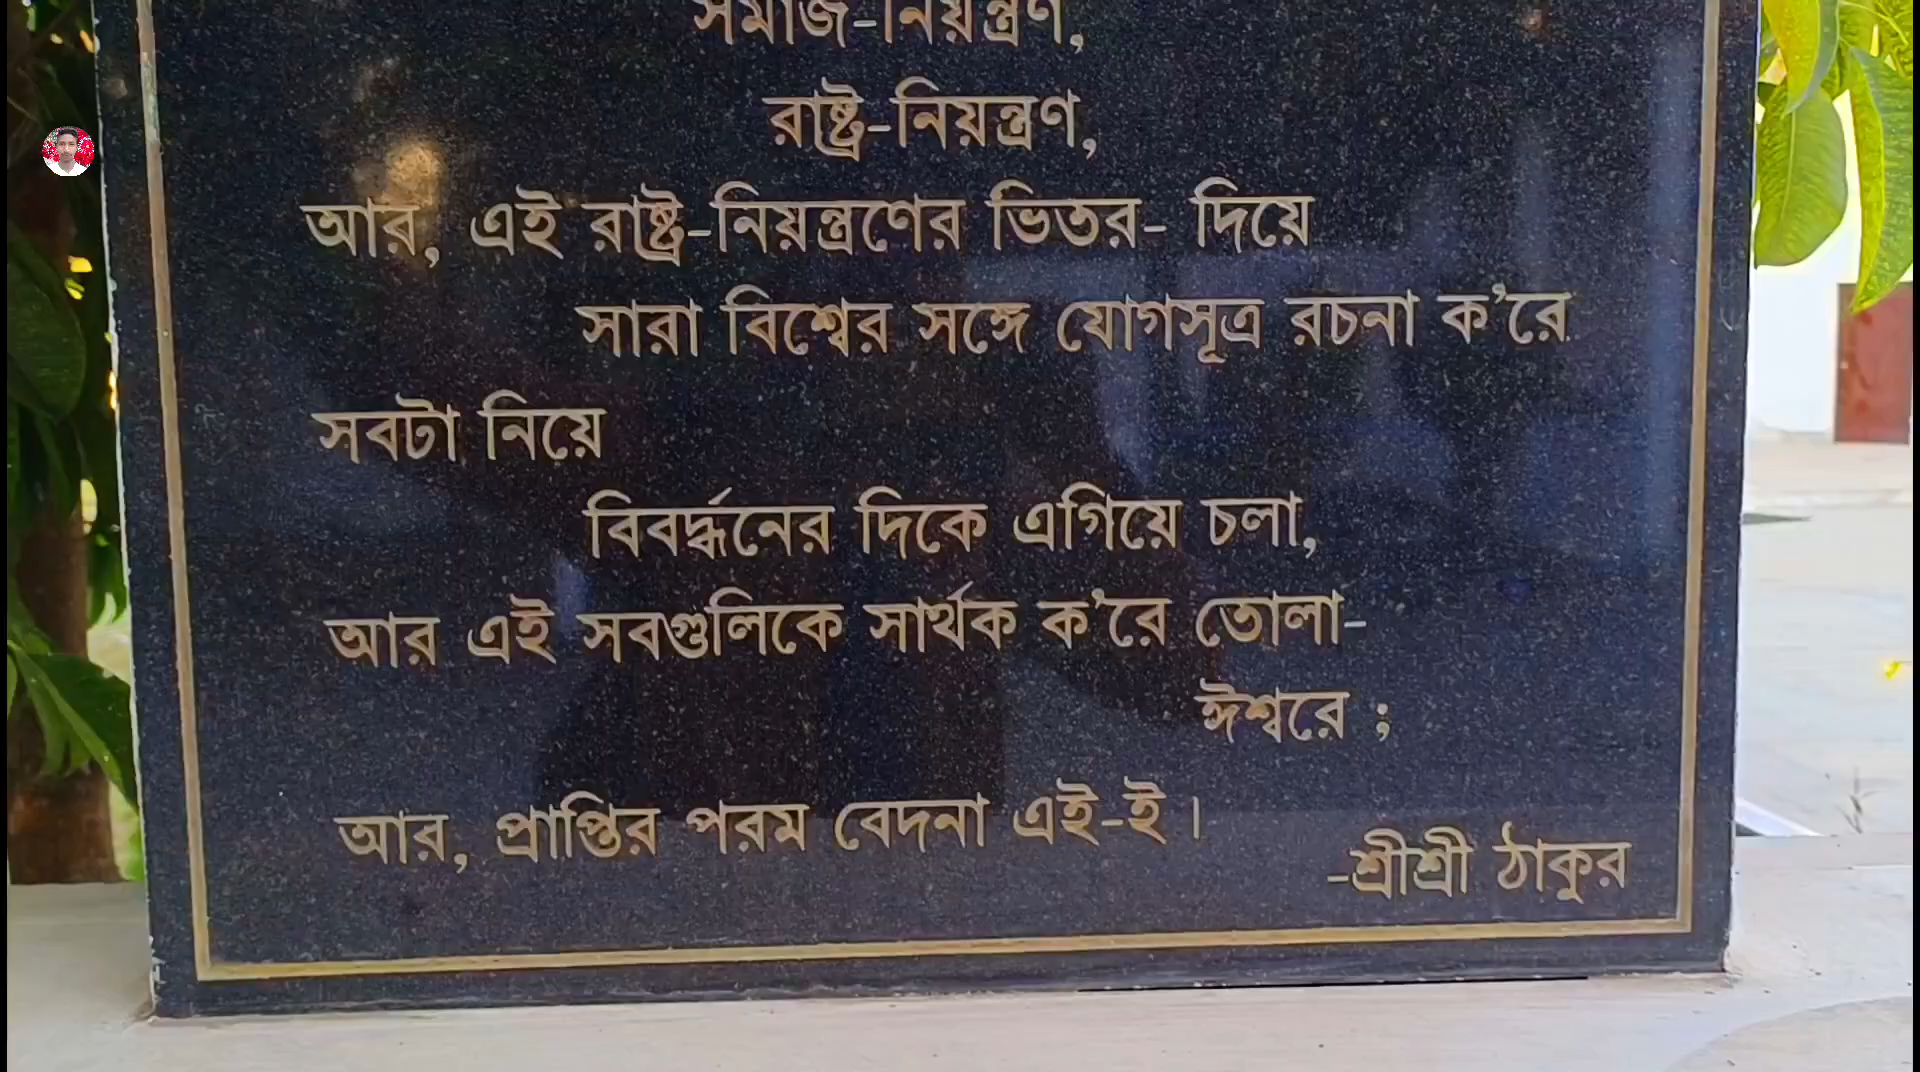 সমাজ-নিয়ন্ত্রণ,
রাষ্ট্র-নিয়ন্ত্রণ,
আর, এই রাষ্ট্র-নিয়ন্ত্রণের ভিতর- দিয়ে
সারা বিশ্বের সঙ্গে যোগসূত্র রচনা ক'রে
সবটা নিয়ে
বিবর্দ্ধনের দিকে এগিয়ে চলা,
আর এই সবগুলিকে সার্থক ক'রে তোলা-
ঈশ্বরে ;
আর, প্রাপ্তির পরম বেদনা এই-ই।
-শ্রীশ্রী ঠাকুর